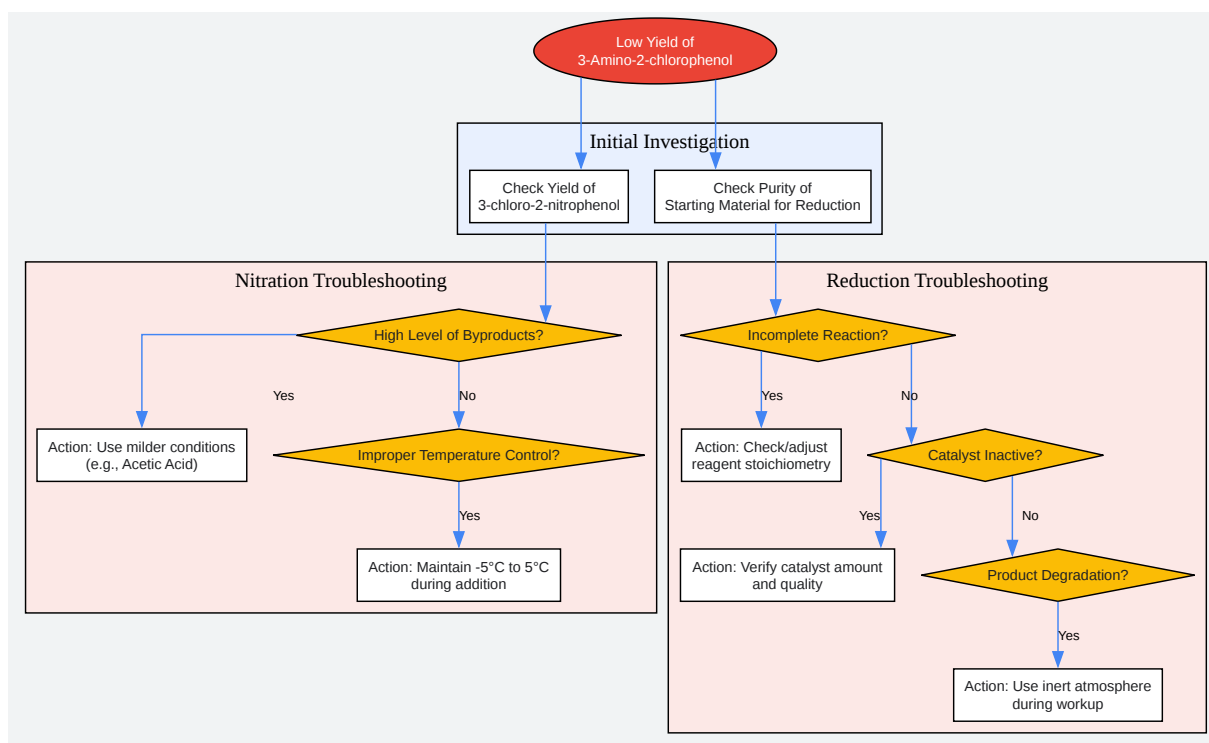 Low Yield of
3-Amino-2-chlorophenol
Initial Investigation
Check Yield of
3-chloro-2-nitrophenol
Check Purity of
Starting Material for Reduction
Nitration Troubleshooting
High Level of Byproducts?
Yes
No
Action: Use milder conditions
(e.g., Acetic Acid)
Improper Temperature Control?
Yes
Action: Maintain -5°C to 5°C
during addition
Reduction Troubleshooting
Incomplete Reaction?
Yes
No
Action: Check/adjust
reagent stoichiometry
Catalyst Inactive?
Yes
No
Action: Verify catalyst amount
and quality
Product Degradation?
Yes
Action: Use inert atmosphere
during workup